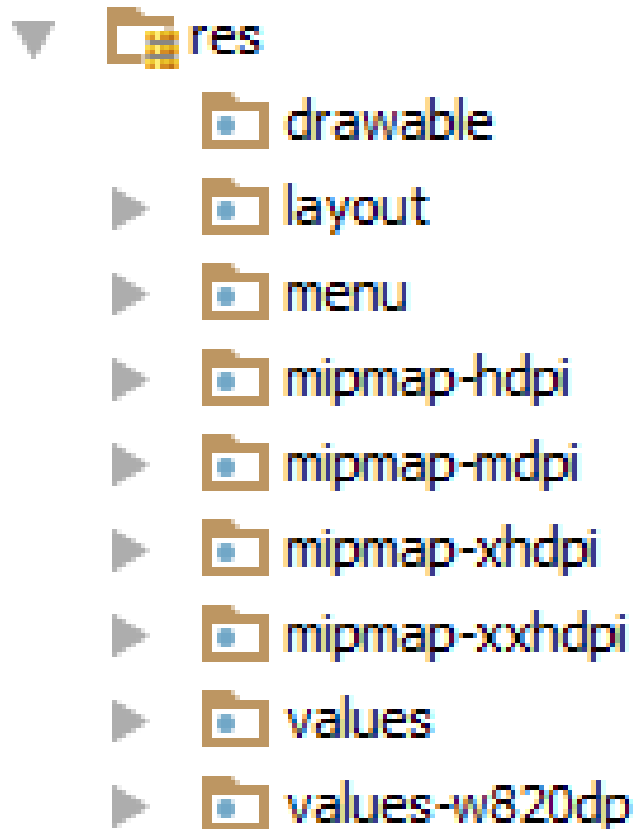 res
drawable
layout
menu
mipmap-hdpi
mipmap-mdpi
mipmap-xhdpi
mipmap-xxhdpi
values
values-w820dp